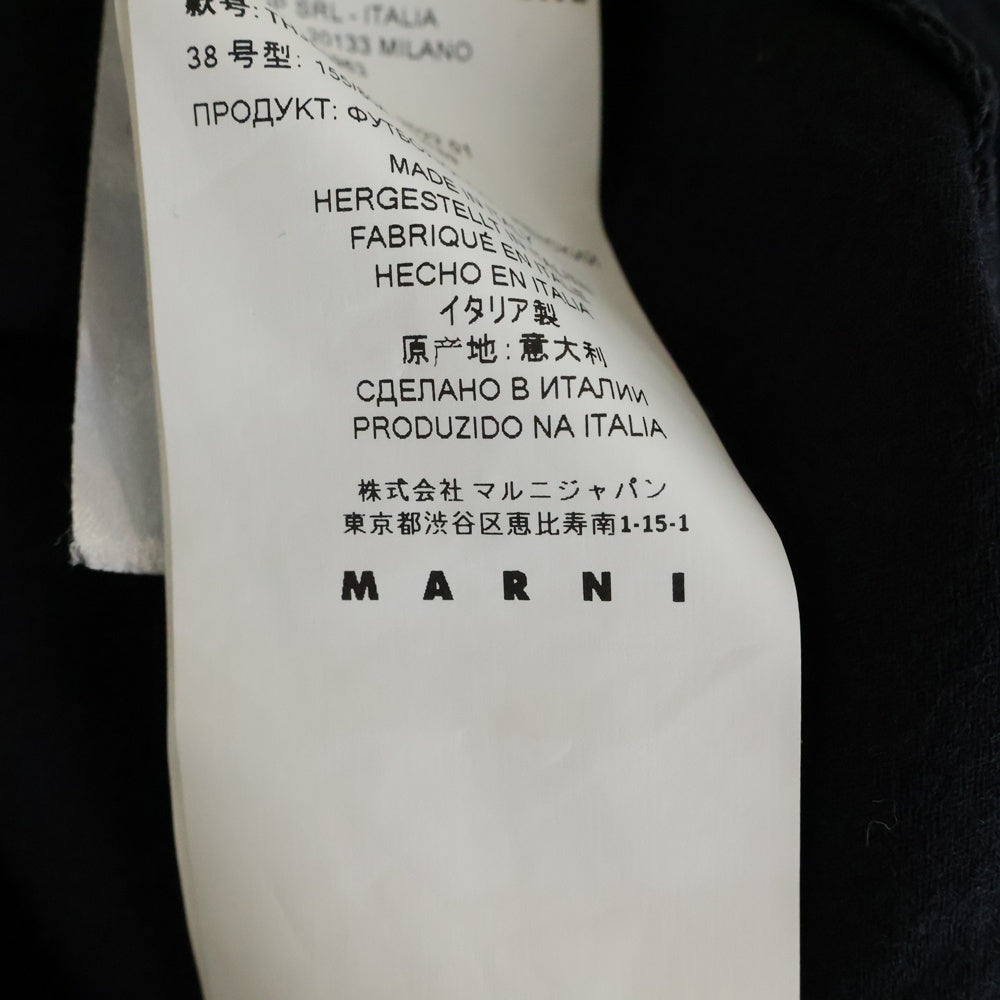 款号: TH
SRL - ITALIA
20133 MILANO
38 号型:
ПРОДУКТ:
MADE IN
HERGESTELLT IN
FABRIQUÉ EN ITALIE
HECHO EN ITALIA
イタリア製
原产地:意大利
СДЕЛАНО В ИТАЛИИ
PRODUZIDO NA ITALIA
株式会社 マルニジャパン
東京都渋谷区恵比寿南1-15-1
MARNI